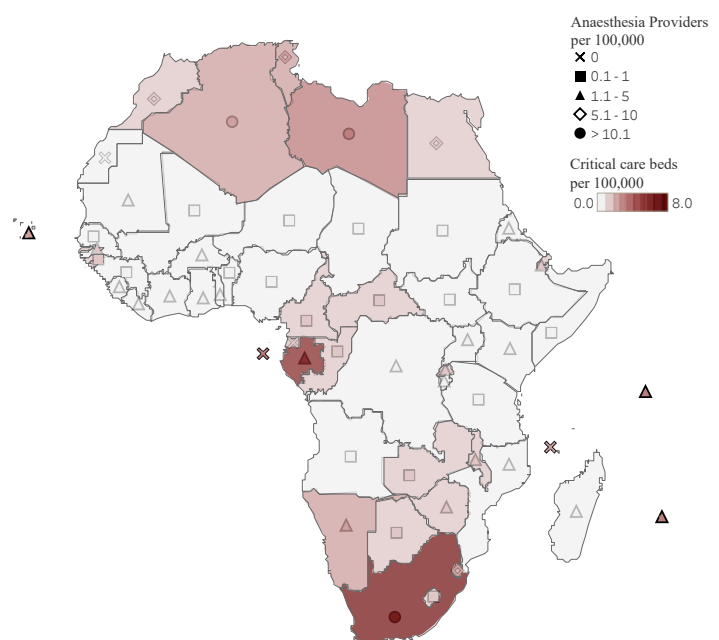 Anaesthesia Providers
per 100,000
0
0.1 - 1
1.1 - 5
5.1 - 10
> 10.1
Critical care beds
per 100,000
0.0 8.0